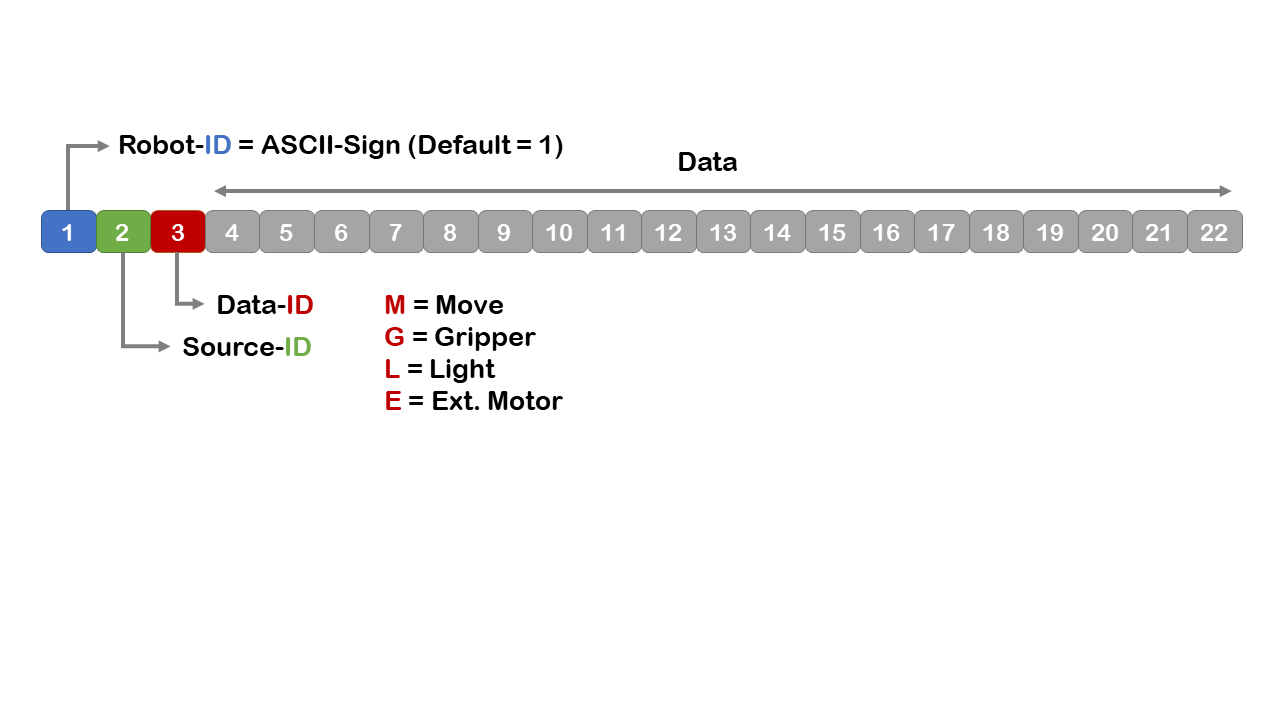 Robot-ID = ASCII-Sign (Default = 1)
Data
1 2 3 4 5 6 7 8 9 10 11 12 13 14 15 16 17 18 19 20 21 22
Data-ID
Source-ID
M = Move
G = Gripper
L = Light
E = Ext. Motor